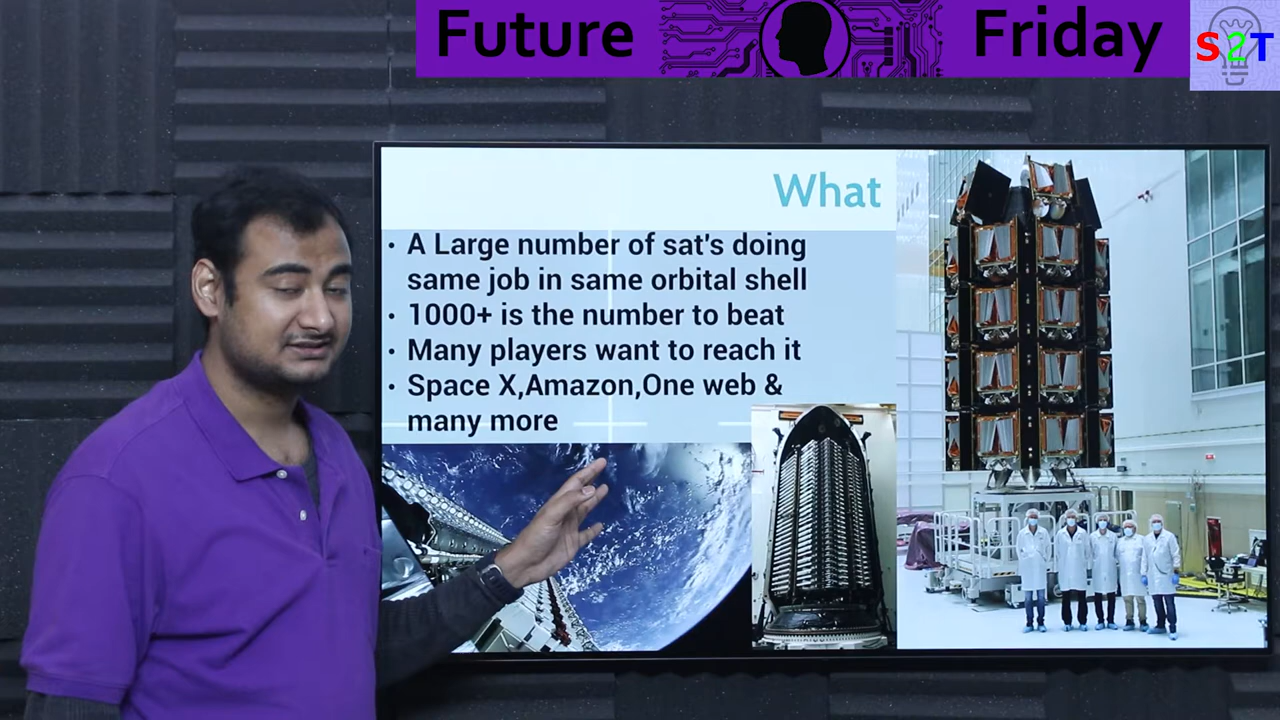 Future Friday
S2T
What
• A Large number of sat's doing
same job in same orbital shell
• 1000+ is the number to beat
• Many players want to reach it
• Space X,Amazon,One web &
many more